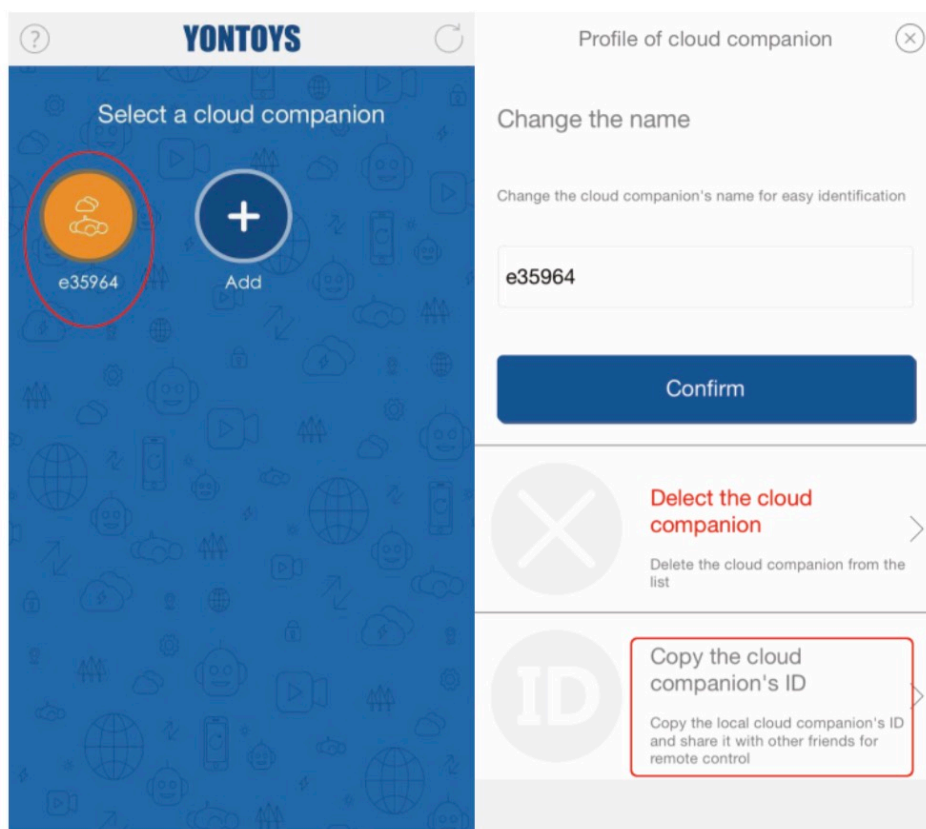 ?
YONTOYS
Select a cloud companion
e35964
Add
Profile of cloud companion
Change the name
Change the cloud companion's name for easy identification
e35964
Confirm
Delect the cloud
companion
Delete the cloud companion from the
list
ID
Copy the cloud
companion's ID
Copy the local cloud companion's ID
and share it with other friends for
remote control